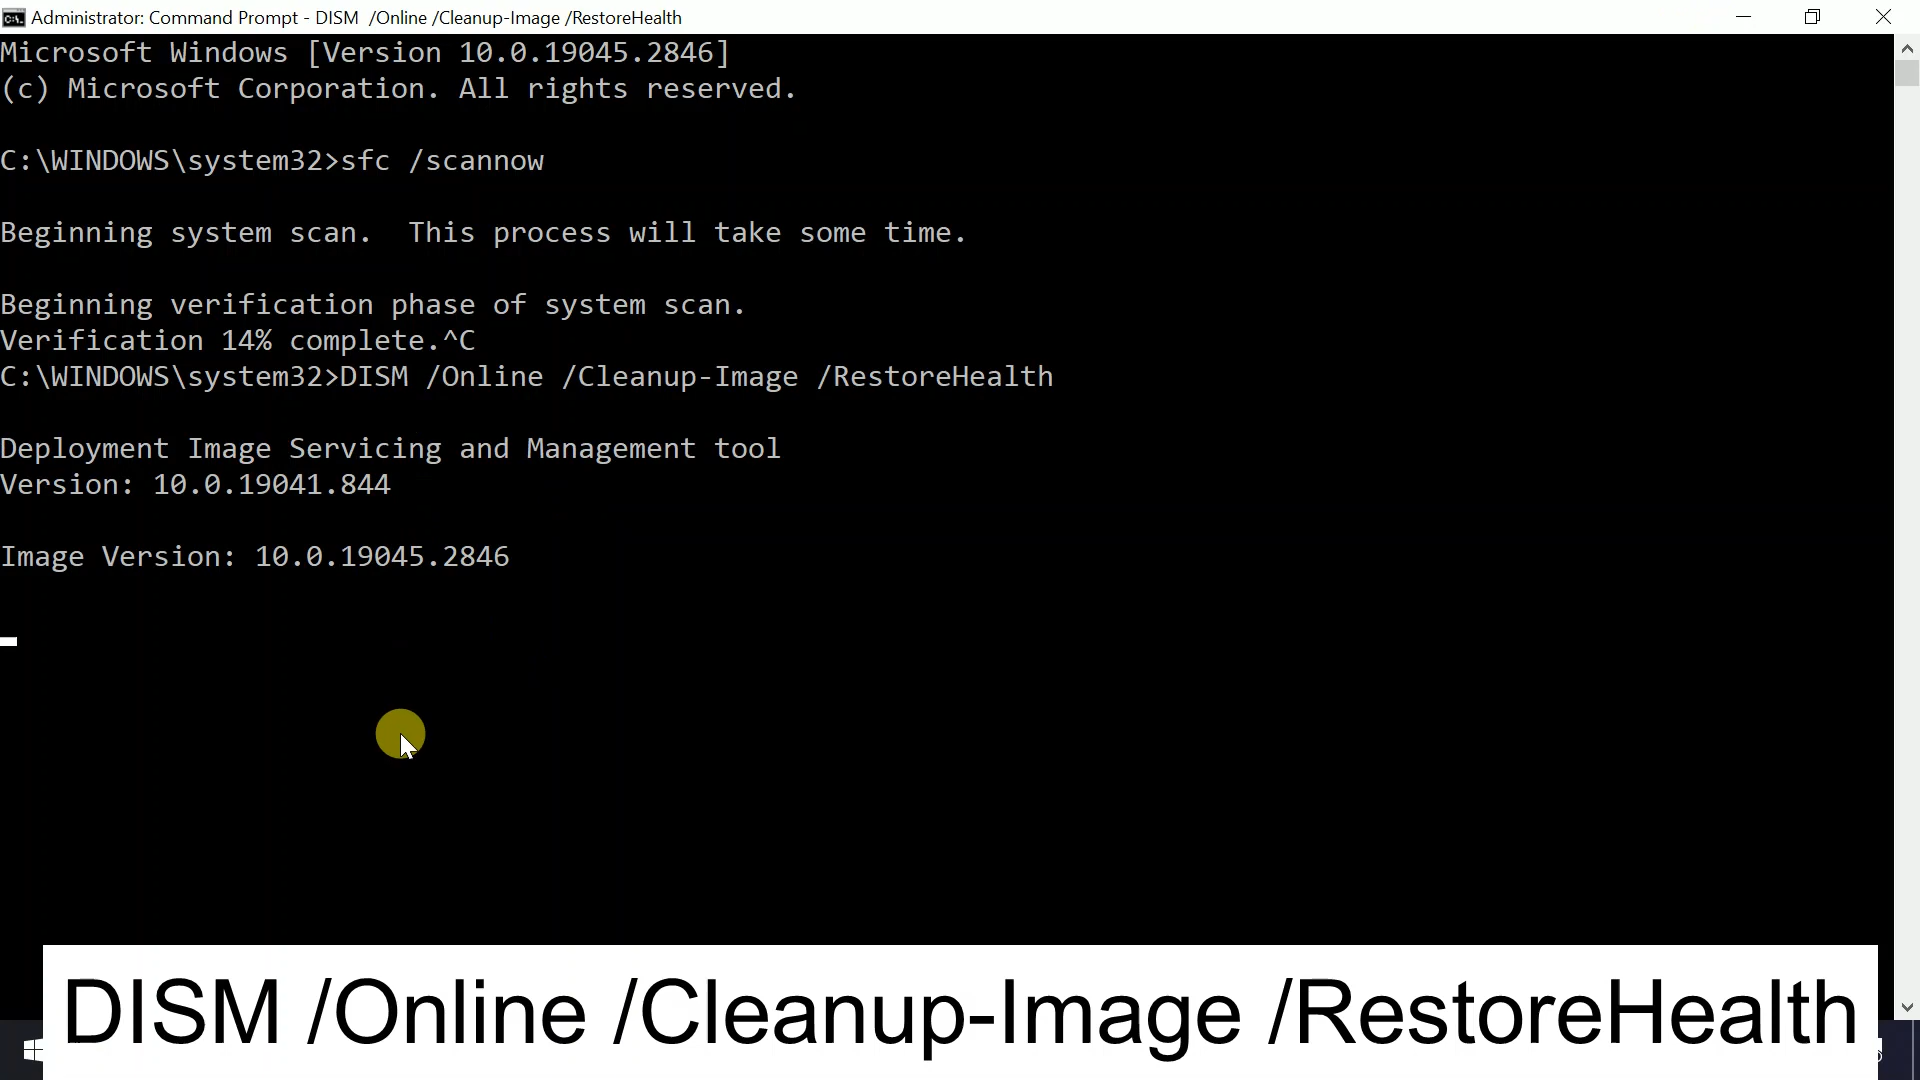 Administrator: Command Prompt - DISM  /Online /Cleanup-Image /RestoreHealth
Microsoft Windows [Version 10.0.19045.2846]
(c) Microsoft Corporation. All rights reserved.
C:\WINDOWS\system32>sfc /scannow
Beginning system scan.  This process will take some time.
Beginning verification phase of system scan.
Verification 14% complete.^C
C:\WINDOWS\system32>DISM /Online /Cleanup-Image /RestoreHealth
Deployment Image Servicing and Management tool
Version: 10.0.19041.844
Image Version: 10.0.19045.2846
DISM /Online /Cleanup-Image /RestoreHealth